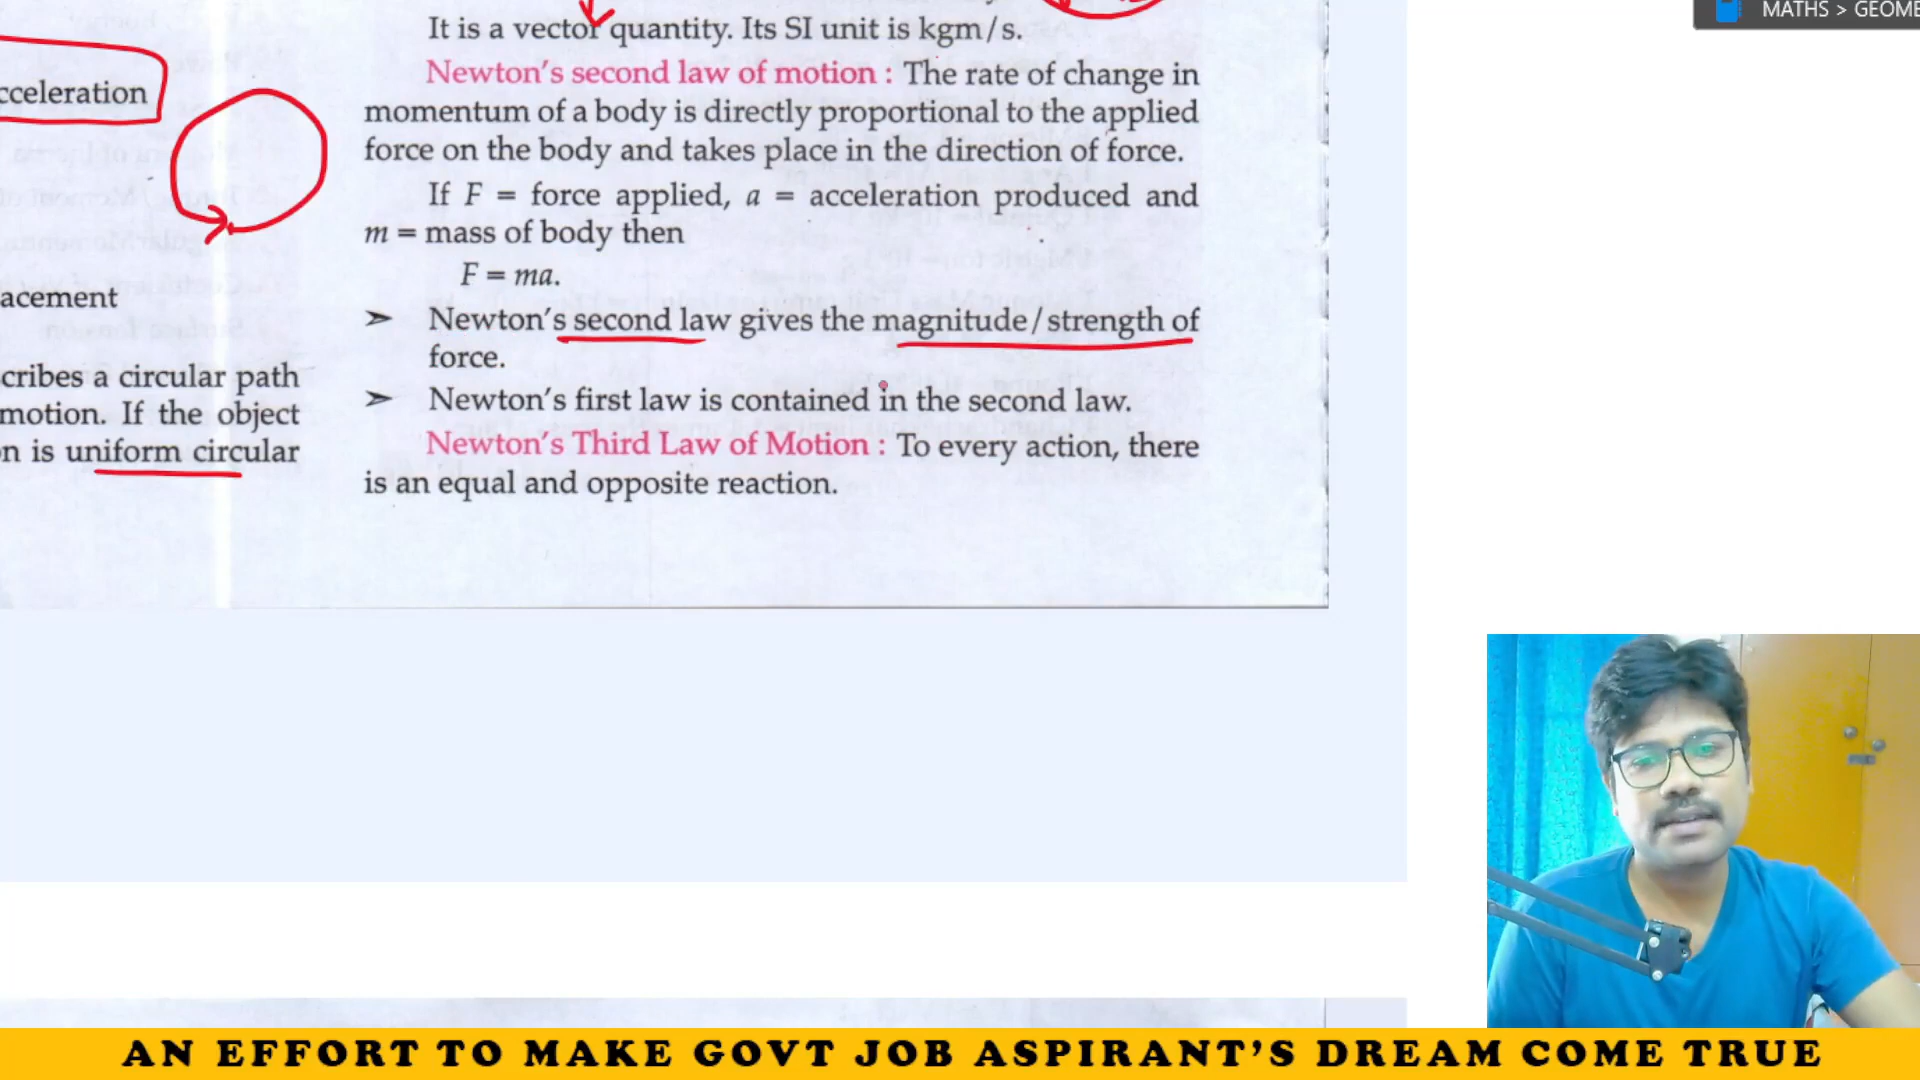 MATHS > GEOME
cceleration
acement
cribes a circular path
motion. If the object
n is uniform circular
It is a vector quantity. Its SI unit is kgm/s.
Newton's second law of motion : The rate of change in
momentum of a body is directly proportional to the applied
force on the body and takes place in the direction of force.
If F = force applied, a = acceleration produced and
m = mass of body then
F = ma.
➢ Newton's second law gives the magnitude/strength of
force.
➢ Newton's first law is contained in the second law.
Newton's Third Law of Motion : To every action, there
is an equal and opposite reaction.
AN EFFORT TO MAKE GOVT JOB ASPIRANT'S DREAM COME TRUE